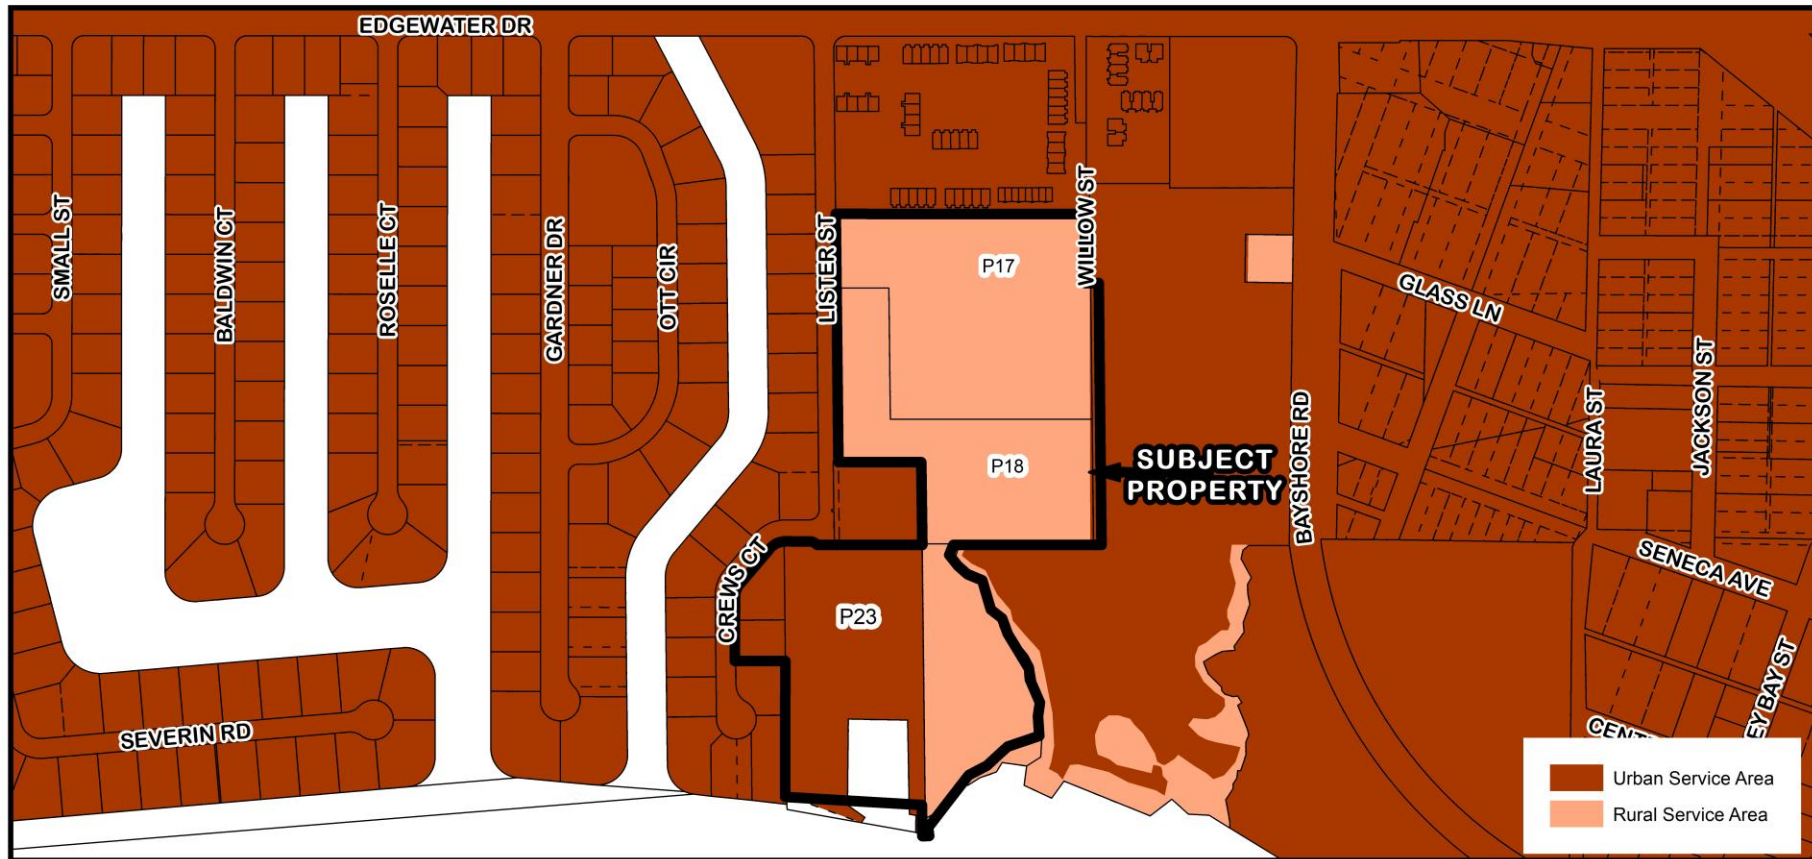 EDGEWATER DR
SMALL ST
BALDWIN CT
ROSELLE CT
GARDNER DR
OTT CIR
LISTER ST
WILLOW ST
P17
GLASS LN
P18
SUBJECT
PROPERTY
BAYSHORE RD
LAURA ST
JACKSON ST
CREWS CT
P23
SENECA AVE
SEVERIN RD
BAY ST
Urban Service Area
Rural Service Area